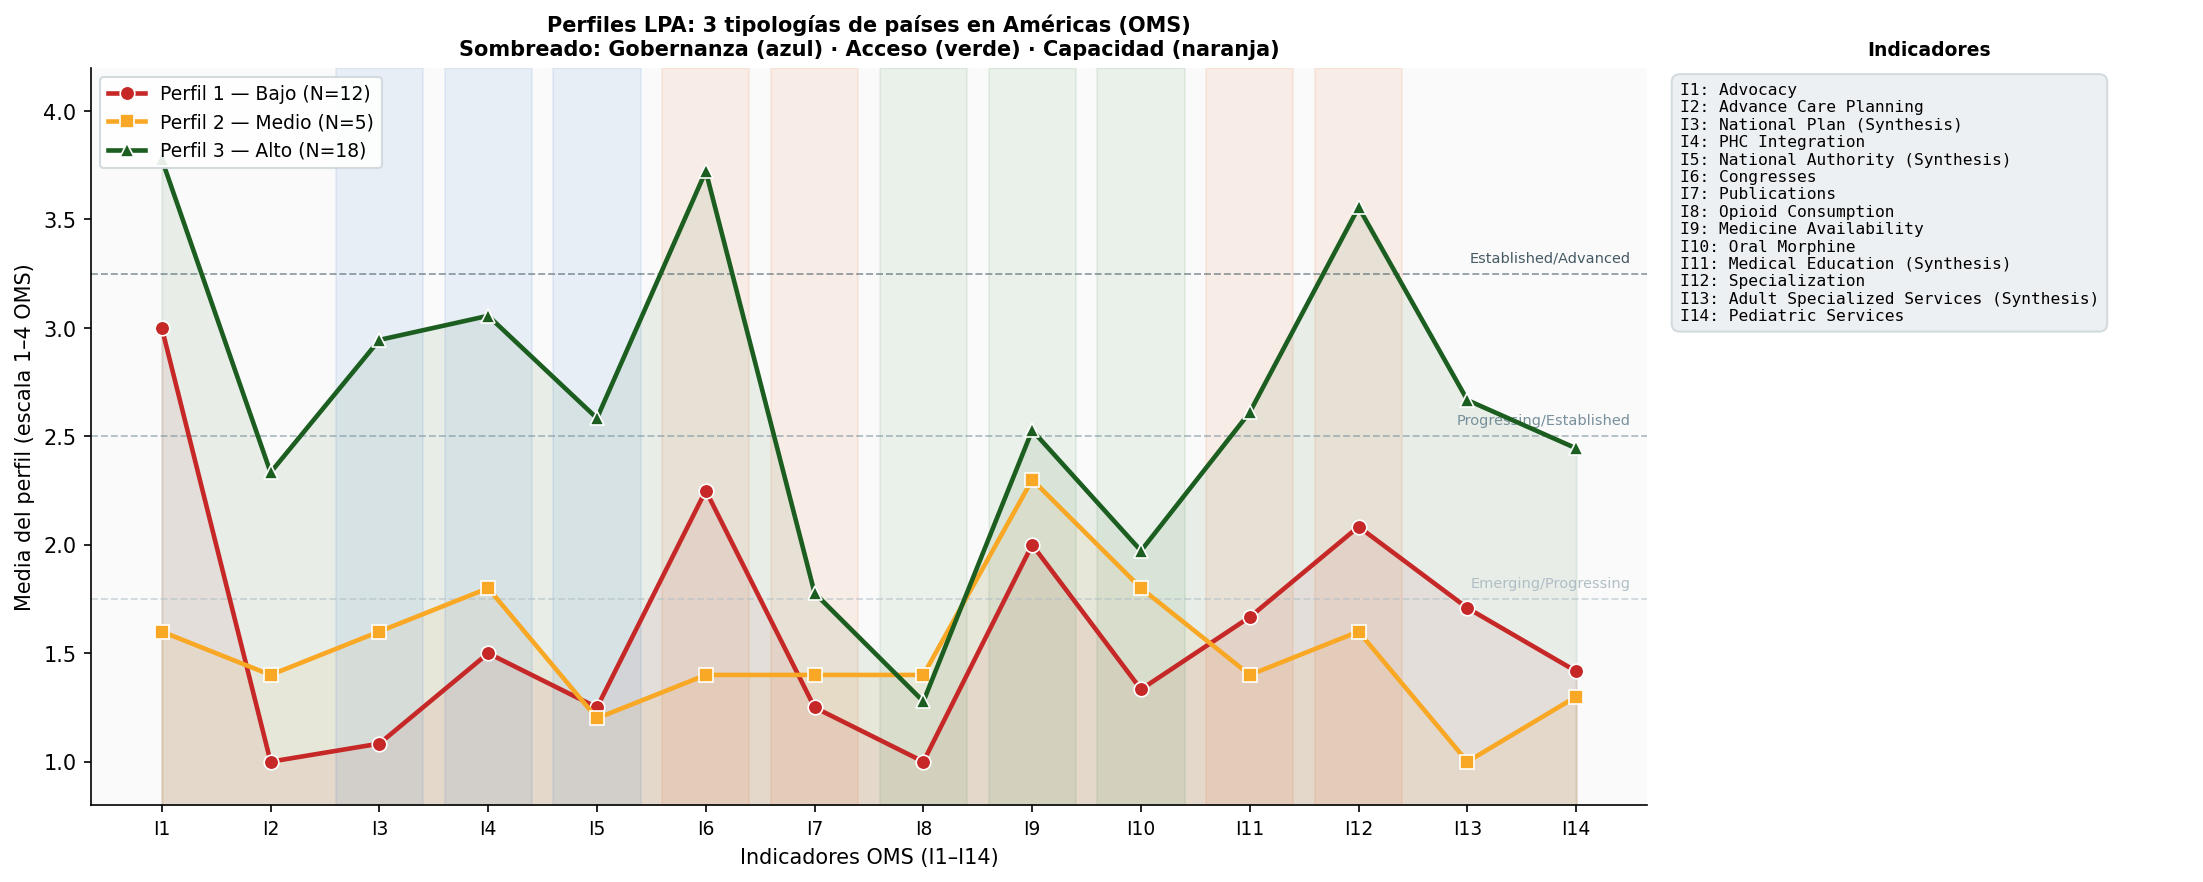 Perfiles LPA: 3 tipologías de países en Américas (OMS)
Sombreado: Gobernanza (azul) · Acceso (verde) · Capacidad (naranja)
Perfil 1 — Bajo (N=12)
Perfil 2 — Medio (N=5)
Perfil 3 — Alto (N=18)
Media del perfil (escala 1–4 OMS)
4.0
3.5
3.0
2.5
2.0
1.5
1.0
Established/Advanced
Progressing/Established
Emerging/Progressing
I1 I2 I3 I4 I5 I6 I7 I8 I9 I10 I11 I12 I13 I14
Indicadores OMS (I1–I14)
Indicadores
I1: Advocacy
I2: Advance Care Planning
I3: National Plan (Synthesis)
I4: PHC Integration
I5: National Authority (Synthesis)
I6: Congresses
I7: Publications
I8: Opioid Consumption
I9: Medicine Availability
I10: Oral Morphine
I11: Medical Education (Synthesis)
I12: Specialization
I13: Adult Specialized Services (Synthesis)
I14: Pediatric Services